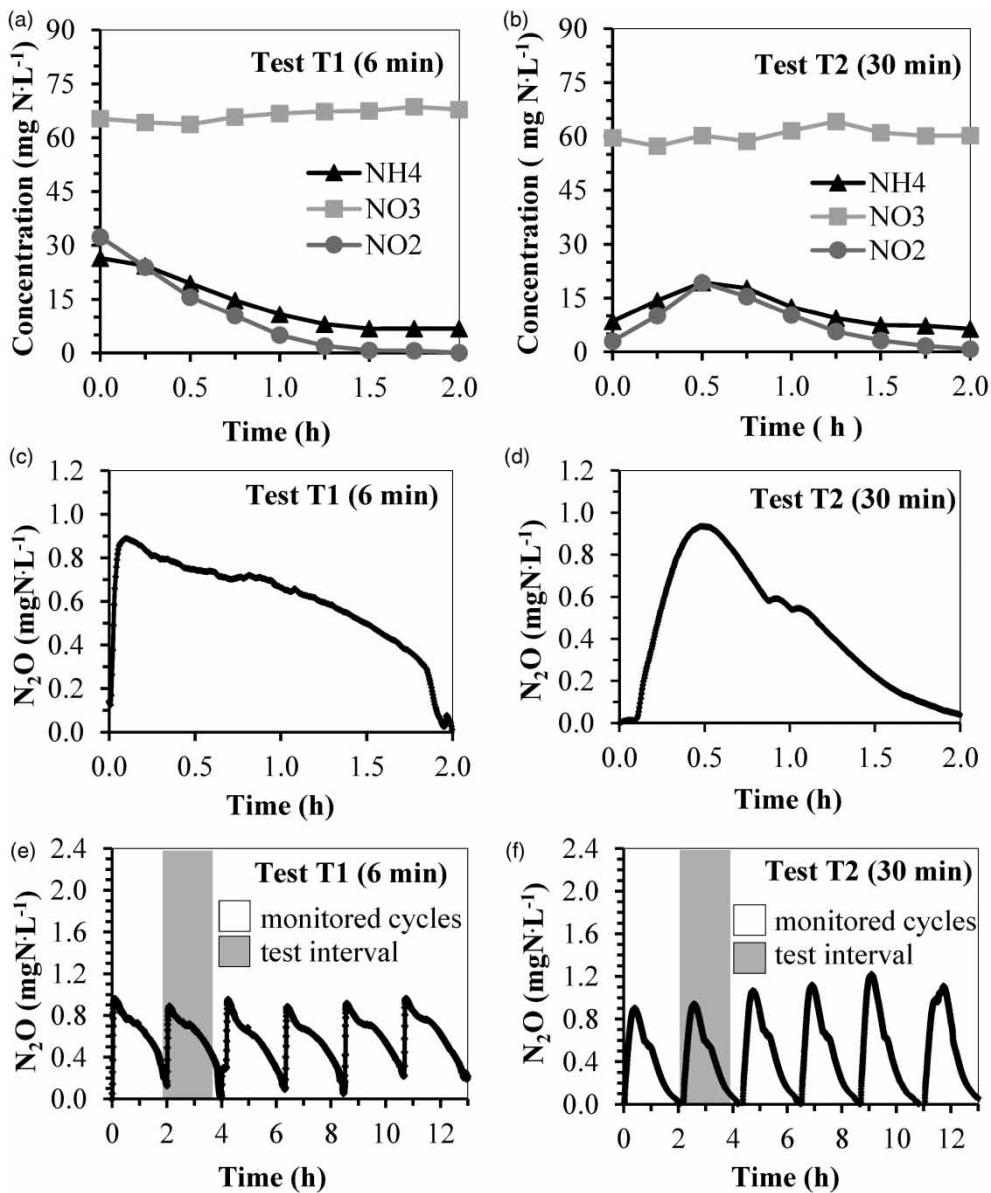 (a)
Test T1 (6 min)
Concentration (mg N·L⁻¹)
90
75
60
45
30
15
0
NH4
NO3
NO2
0.0 0.5 1.0 1.5 2.0
Time (h)
(b)
Test T2 (30 min)
Concentration ( mg N·L⁻¹)
90
75
60
45
30
15
0
NH4
NO3
NO2
0.0 0.5 1.0 1.5 2.0
Time ( h )
(c)
Test T1 (6 min)
N₂O (mgN·L⁻¹)
1.2
1.0
0.8
0.6
0.4
0.2
0.0
0.0 0.5 1.0 1.5 2.0
Time (h)
(d)
Test T2 (30 min)
N₂O (mgN·L⁻¹)
1.2
1.0
0.8
0.6
0.4
0.2
0.0
0.0 0.5 1.0 1.5 2.0
Time (h)
(e)
Test T1 (6 min)
N₂O (mgN·L⁻¹)
2.4
2.0
1.6
1.2
0.8
0.4
0.0
monitored cycles
test interval
0 2 4 6 8 10 12
Time (h)
(f)
Test T2 (30 min)
N₂O (mgN·L⁻¹)
2.4
2.0
1.6
1.2
0.8
0.4
0.0
monitored cycles
test interval
0 2 4 6 8 10 12
Time (h)